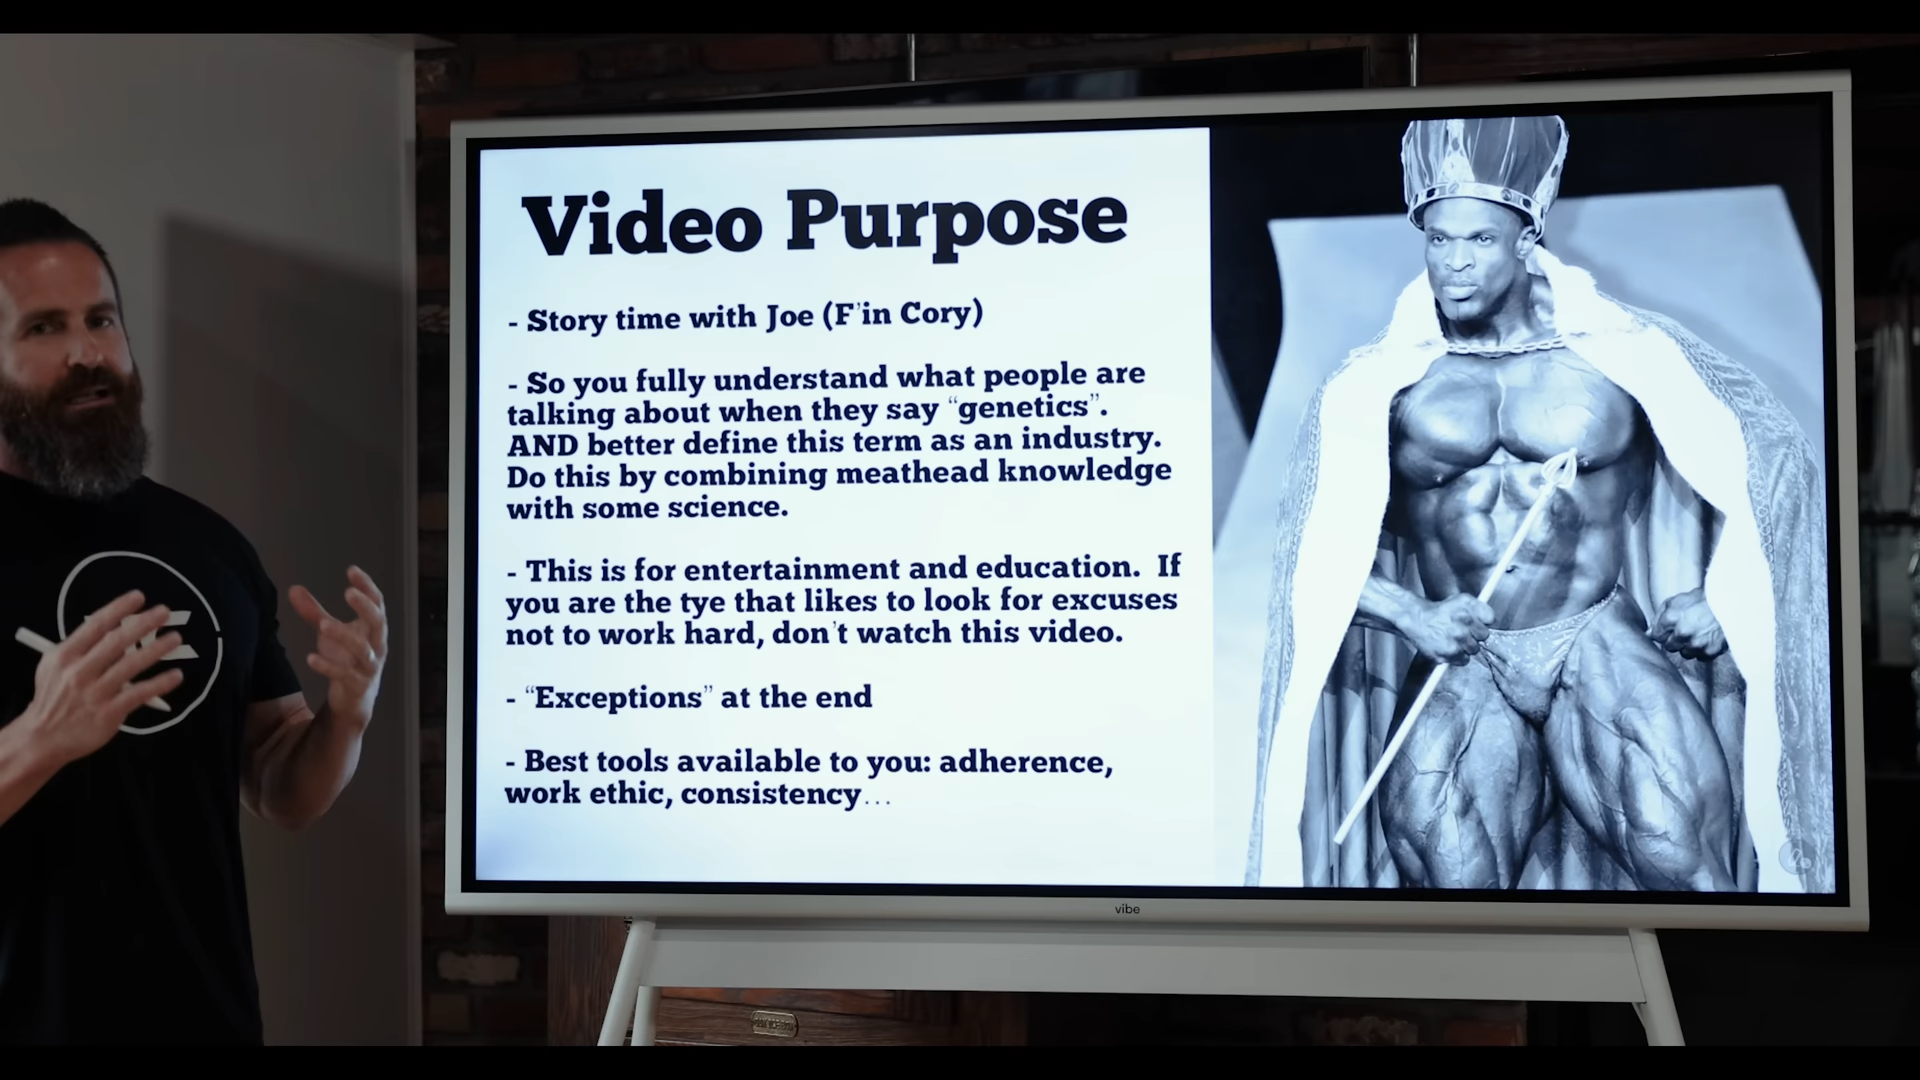 Video Purpose
- Story time with Joe (F'in Cory)
- So you fully understand what people are
talking about when they say “genetics”.
AND better define this term as an industry.
Do this by combining meathead knowledge
with some science.
- This is for entertainment and education.  If
you are the tye that likes to look for excuses
not to work hard, don't watch this video.
- “Exceptions” at the end
- Best tools available to you: adherence,
work ethic, consistency...
vibe